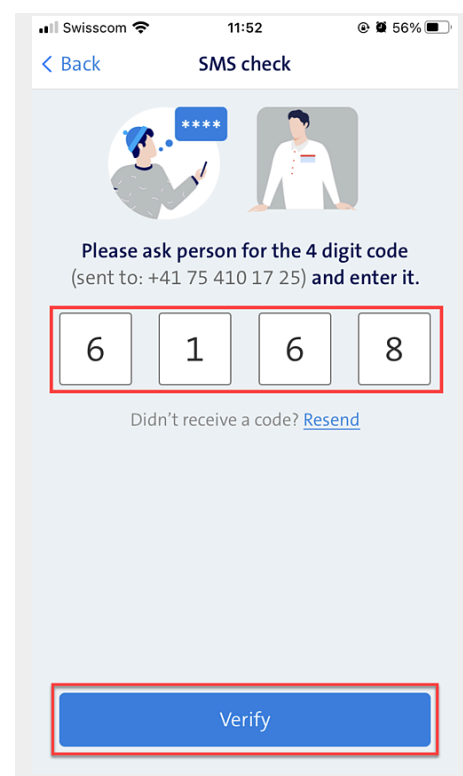 Swisscom 11:52 56%
Back SMS check
****
Please ask person for the 4 digit code
(sent to: +41 75 410 17 25) and enter it.
6 1 6 8
Didn’t receive a code? Resend
Verify